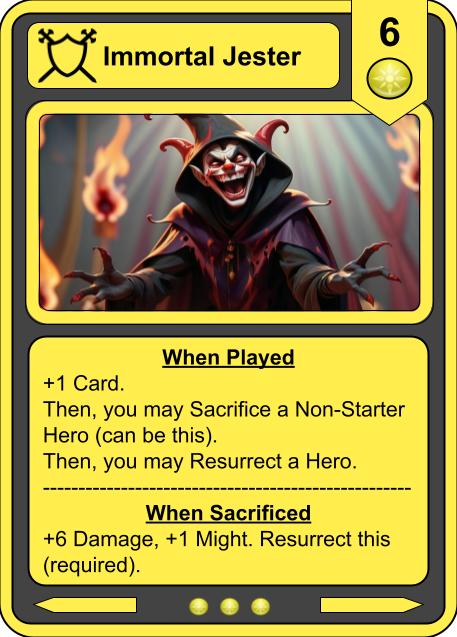 Immortal Jester
6
When Played
+1 Card.
Then, you may Sacrifice a Non-Starter
Hero (can be this).
Then, you may Resurrect a Hero.
When Sacrificed
+6 Damage, +1 Might. Resurrect this
(required).